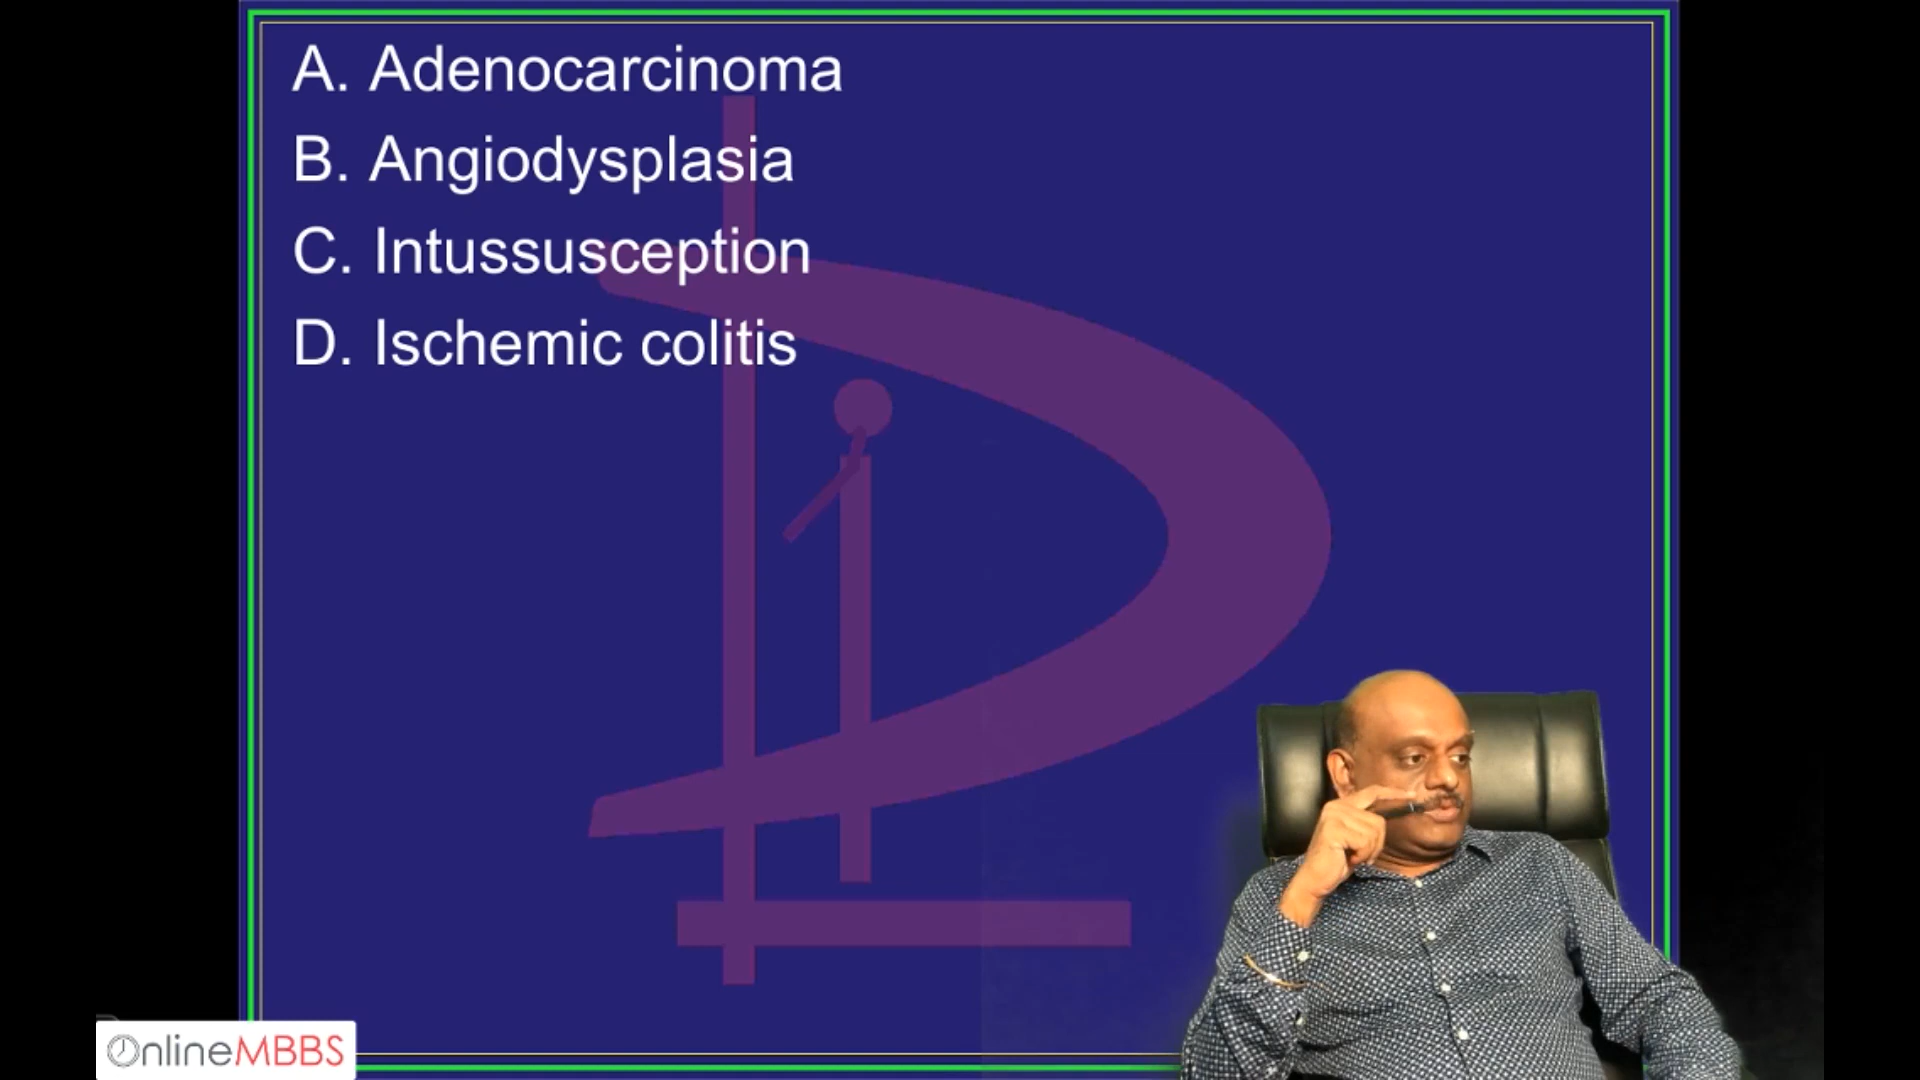 A. Adenocarcinoma
B. Angiodysplasia
C. Intussusception
D. Ischemic colitis
OnlineMBBS